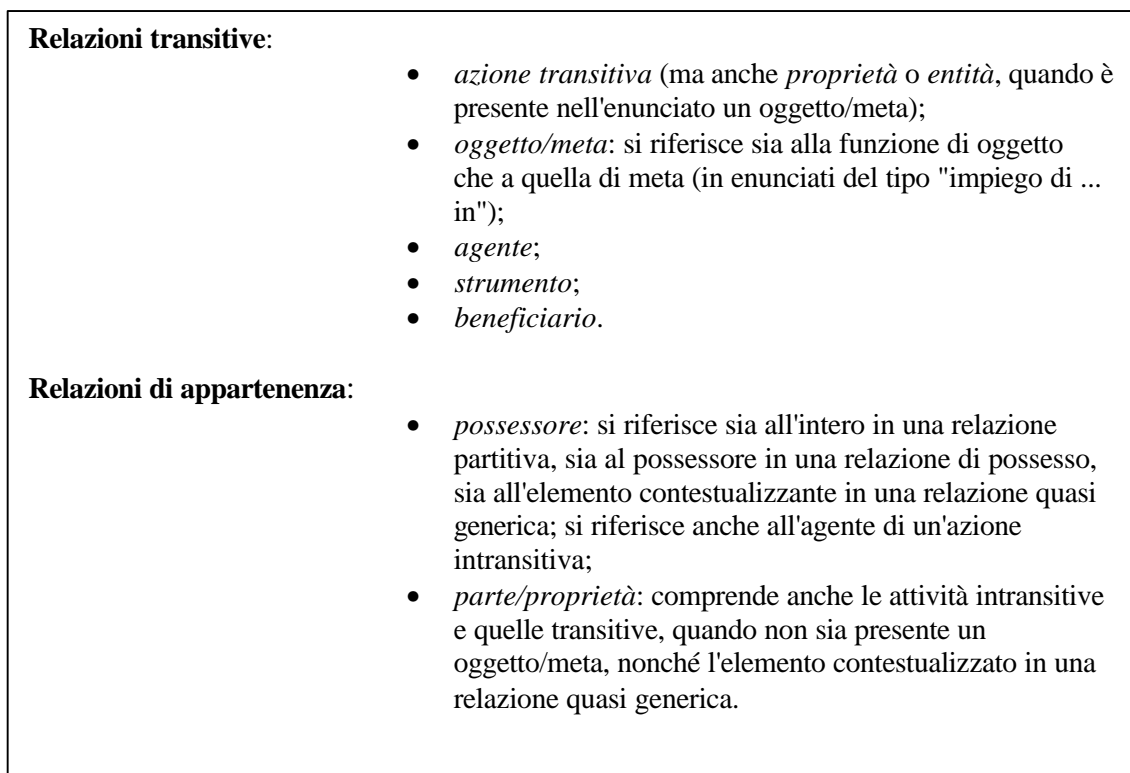 Relazioni transitive:
• azione transitiva (ma anche proprietà o entità, quando è
presente nell'enunciato un oggetto/meta);
• oggetto/meta: si riferisce sia alla funzione di oggetto
che a quella di meta (in enunciati del tipo "impiego di ...
in");
• agente;
• strumento;
• beneficiario.
Relazioni di appartenenza:
• possessore: si riferisce sia all'intero in una relazione
partitiva, sia al possessore in una relazione di possesso,
sia all'elemento contestualizzante in una relazione quasi
generica; si riferisce anche all'agente di un'azione
intransitiva;
• parte/proprietà: comprende anche le attività intransitive
e quelle transitive, quando non sia presente un
oggetto/meta, nonché l'elemento contestualizzato in una
relazione quasi generica.